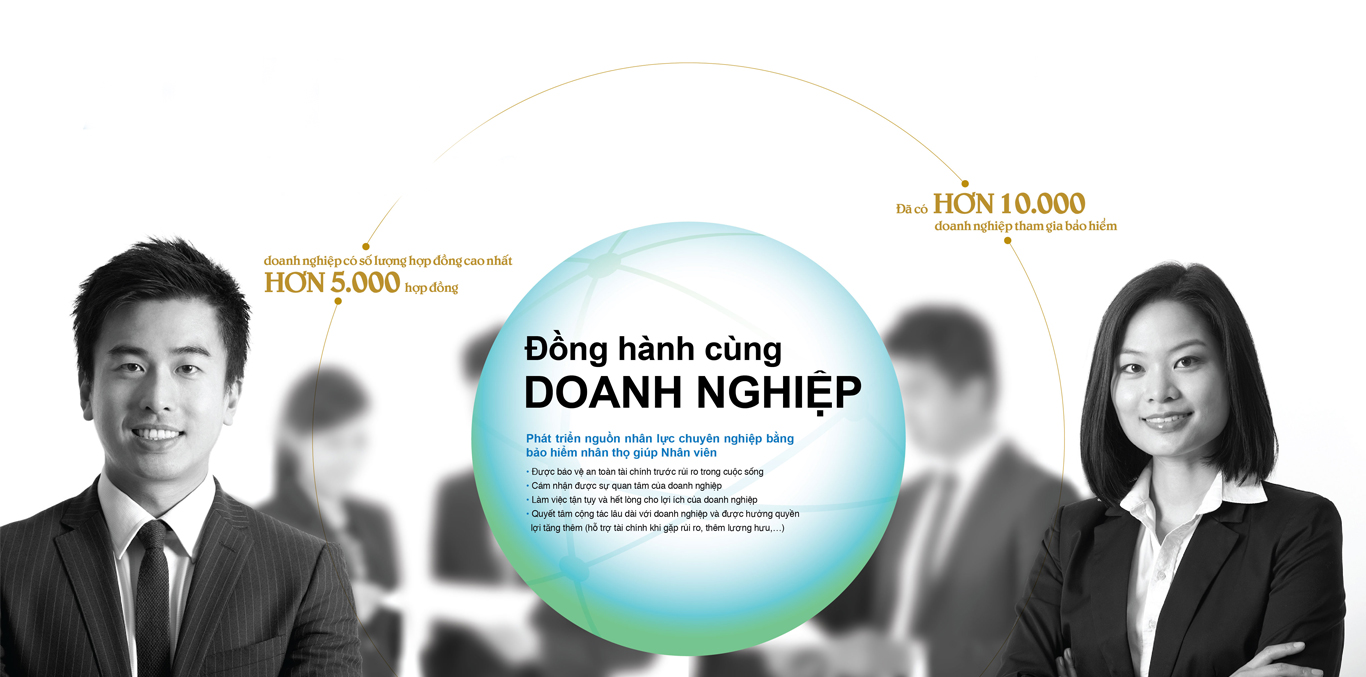 Đã có HƠN 10.000
doanh nghiệp tham gia bảo hiểm
doanh nghiệp có số lượng hợp đồng cao nhất
HƠN 5.000 hợp đồng
Đồng hành cùng
DOANH NGHIỆP
Phát triển nguồn nhân lực chuyên nghiệp bằng
bảo hiểm nhân thọ giúp Nhân viên
• Được bảo vệ an toàn tài chính trước rủi ro trong cuộc sống
• Cảm nhận được sự quan tâm của doanh nghiệp
• Làm việc tận tụy và hết lòng cho lợi ích của doanh nghiệp
• Quyết tâm cộng tác lâu dài với doanh nghiệp và được hưởng quyền
lợi tăng thêm (hỗ trợ tài chính khi gặp rủi ro, thêm lương hưu,...)